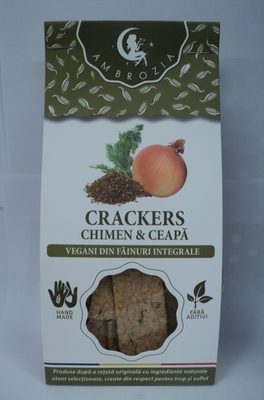 AMBROZIA
CRACKERS
CHIMEN & CEAPĂ
VEGANI DIN FĂINURI INTEGRALE
HAND
MADE
FĂRĂ
ADITIVI
Produse după o rețetă originală cu ingrediente naturale
atent selecționate, create din respect pentru trup și suflet